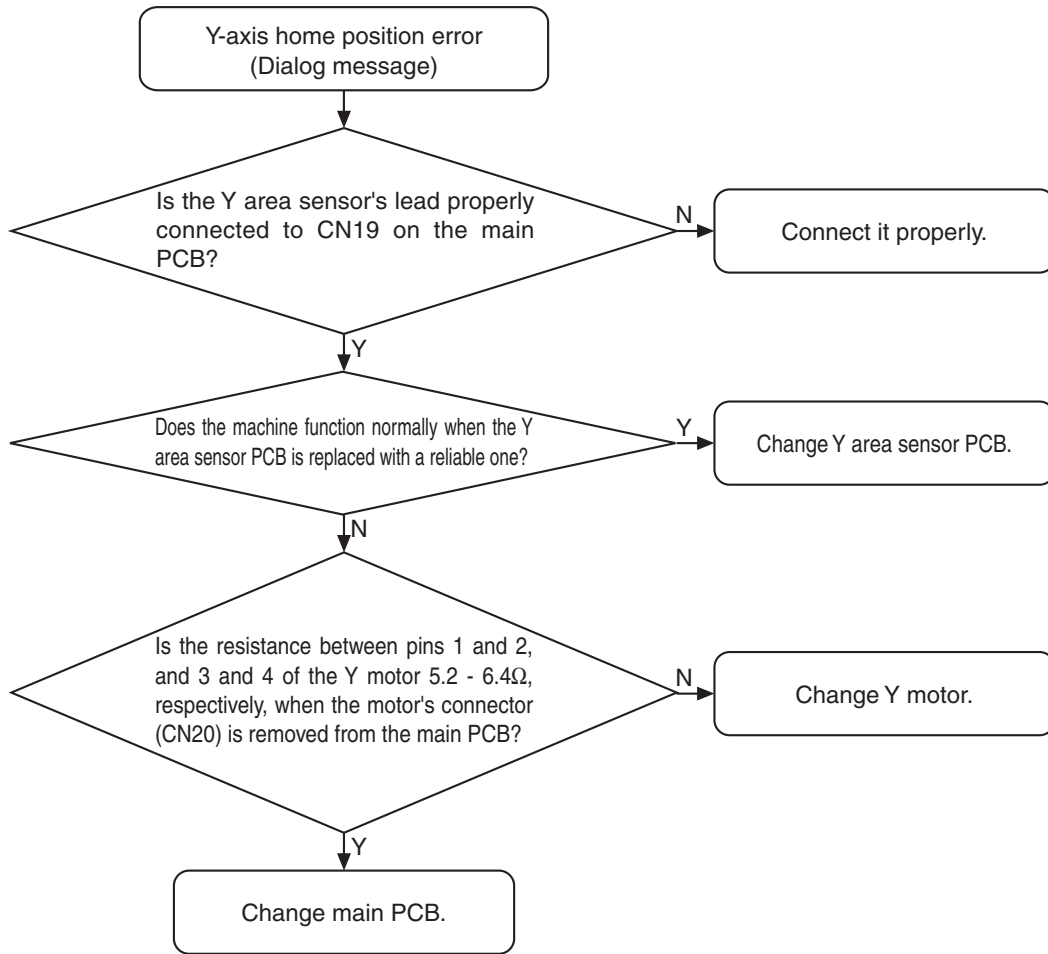 Y-axis home position error
(Dialog message)
Is the Y area sensor's lead properly
connected to CN19 on the main
PCB?
N
Connect it properly.
Y
Does the machine function normally when the Y
area sensor PCB is replaced with a reliable one?
Y
Change Y area sensor PCB.
N
Is the resistance between pins 1 and 2,
and 3 and 4 of the Y motor 5.2 - 6.4Ω,
respectively, when the motor's connector
(CN20) is removed from the main PCB?
N
Change Y motor.
Y
Change main PCB.